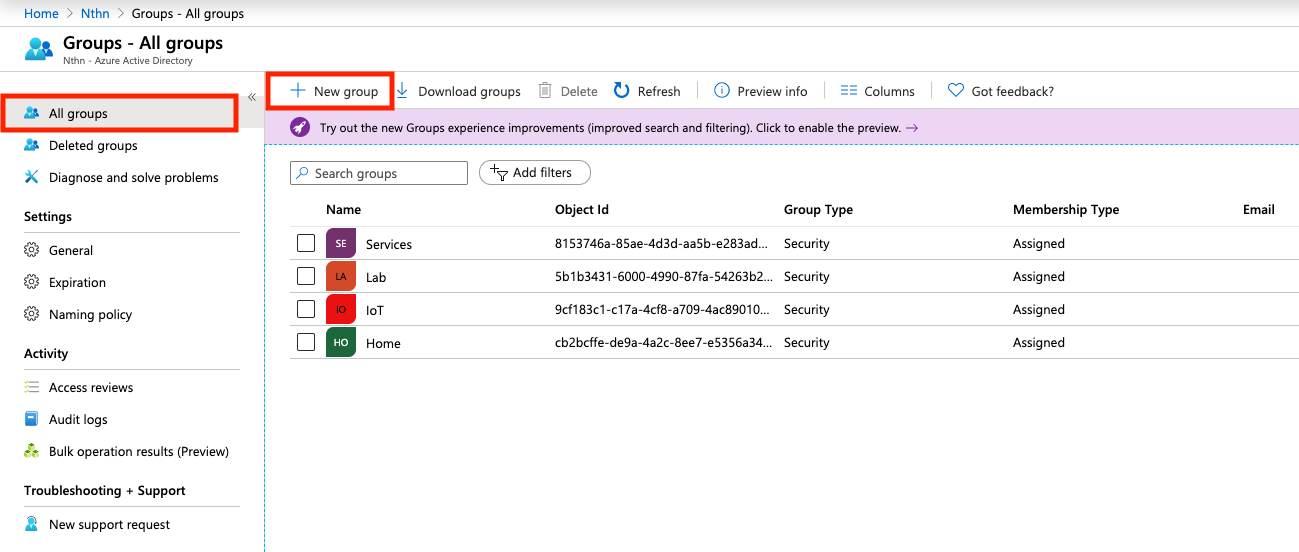 Home > Nthn > Groups - All groups
Groups - All groups
Nthn - Azure Active Directory
«
All groups
Deleted groups
Diagnose and solve problems
Settings
General
Expiration
Naming policy
Activity
Access reviews
Audit logs
Bulk operation results (Preview)
Troubleshooting + Support
New support request
New group Download groups Delete Refresh Preview info Columns Got feedback?
Try out the new Groups experience improvements (improved search and filtering). Click to enable the preview. →
Search groups Add filters
Name Object Id Group Type Membership Type Email
SE Services 8153746a-85ae-4d3d-aa5b-e283ad... Security Assigned
LA Lab 5b1b3431-6000-4990-87fa-54263b2... Security Assigned
IO IoT 9cf183c1-c17a-4cf8-a709-4ac89010... Security Assigned
HO Home cb2bcffe-de9a-4a2c-8ee7-e5356a34... Security Assigned